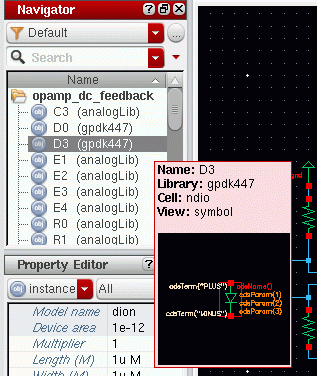 Navigator
Default
Search
Name
opamp_dc_feedback
C3 (analogLib)
D0 (gpdk447)
D3 (gpdk447)
E1 (analogLib)
E2 (analogLib)
E3 (analogLib)
E4 (analogLib)
R0 (analogLib)
R1 (analogLib)
Name: D3
Library: gpdk447
Cell: ndio
View: symbol
cdsTerm("PLUS")
cdsName()
cdsParam(1)
cdsParam(2)
cdsParam(3)
cdsTerm("MINUS")
Property Editor
instance
All
Model name dion
Device area 1e-12
Multiplier 1
Length (M) 1u M
Width (M) 1u M